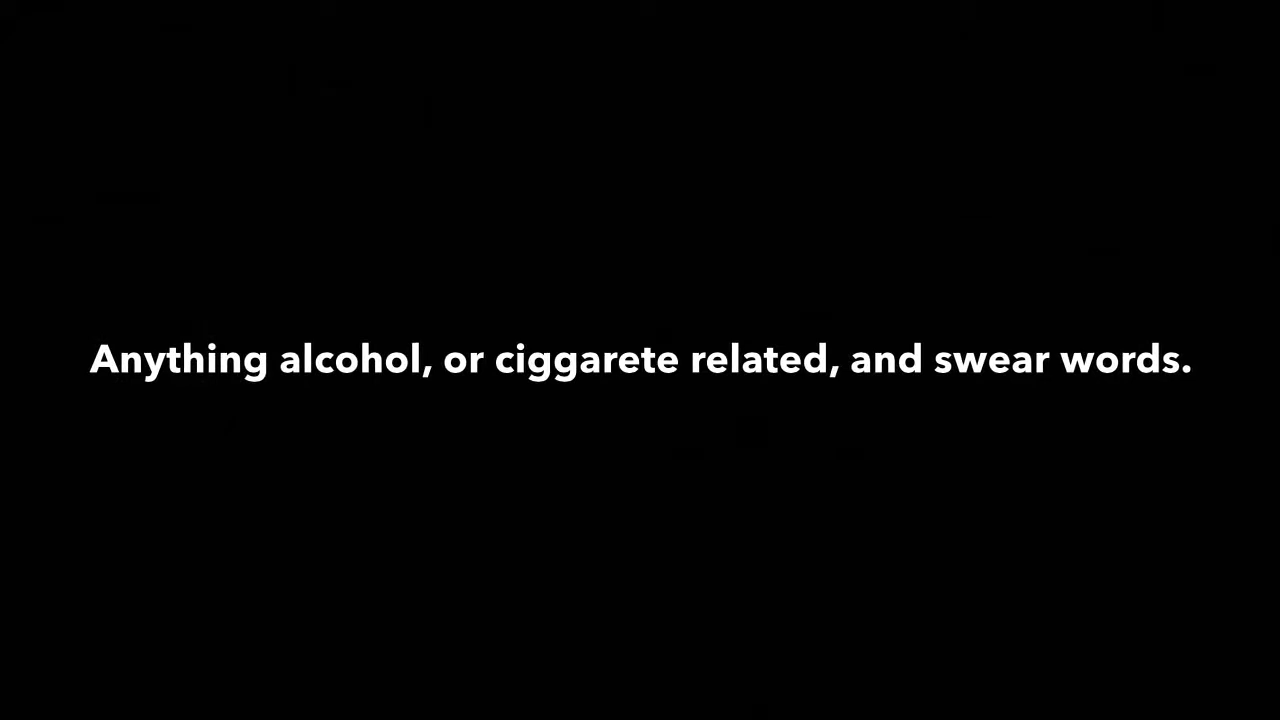 Anything alcohol, or ciggarete related, and swear words.